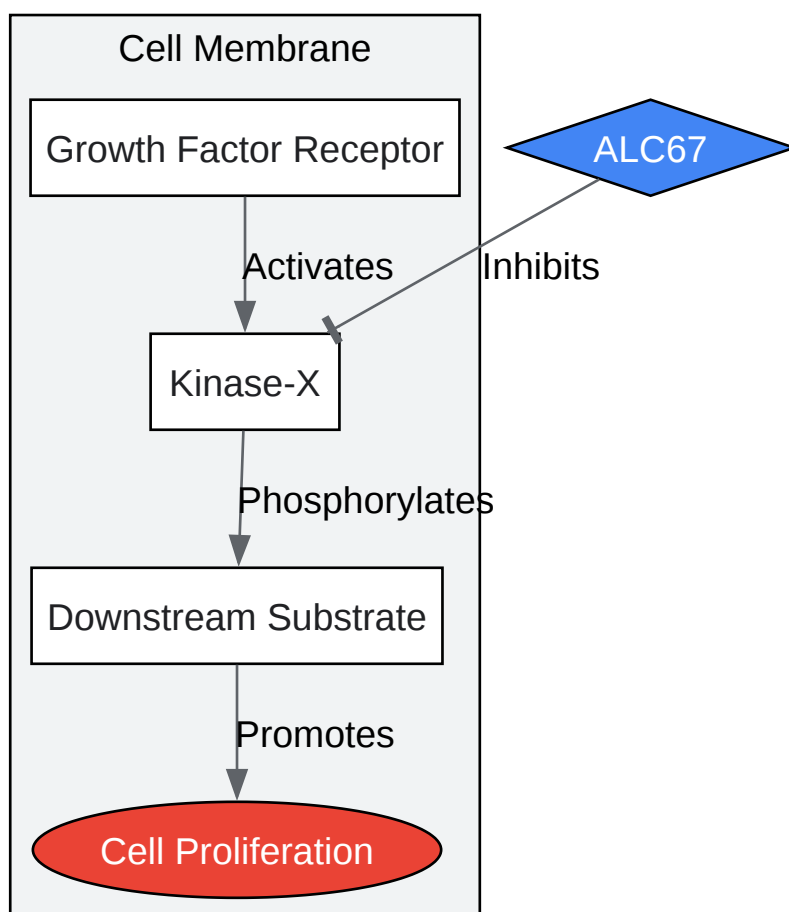 Cell Membrane
Growth Factor Receptor
ALC67
Activates
Inhibits
Kinase-X
Phosphorylates
Downstream Substrate
Promotes
Cell Proliferation